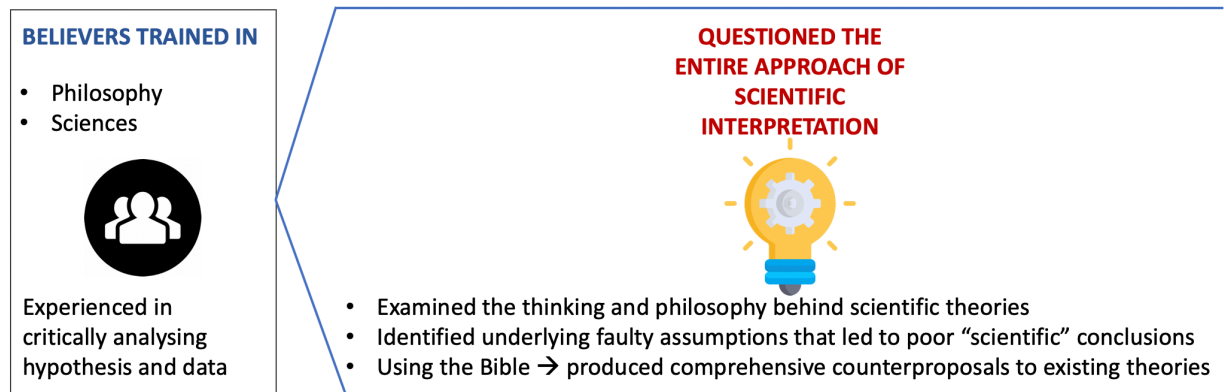 BELIEVERS TRAINED IN
• Philosophy
• Sciences
Experienced in
critically analysing
hypothesis and data
QUESTIONED THE
ENTIRE APPROACH OF
SCIENTIFIC
INTERPRETATION
• Examined the thinking and philosophy behind scientific theories
• Identified underlying faulty assumptions that led to poor “scientific” conclusions
• Using the Bible → produced comprehensive counterproposals to existing theories